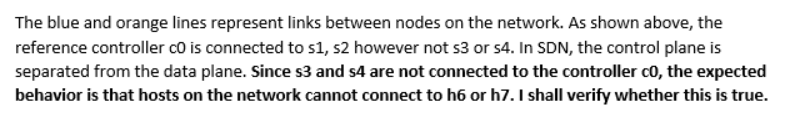 The blue and orange lines represent links between nodes on the network. As shown above, the
reference controller c0 is connected to s1, s2 however not s3 or s4. In SDN, the control plane is
separated from the data plane. Since s3 and s4 are not connected to the controller c0, the expected
behavior is that hosts on the network cannot connect to h6 or h7. I shall verify whether this is true.